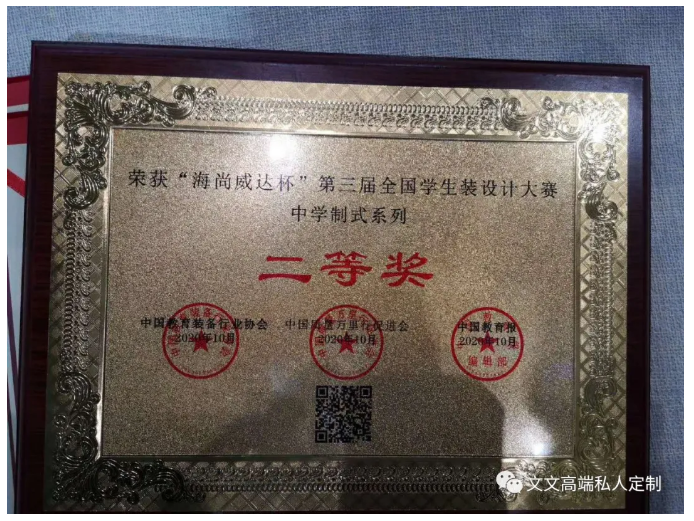 荣获“海尚威达杯”第三届全国学生装设计大赛
中学制式系列
二等奖
中国教育装备行业协会
2020年10月
中国质量万里行促进会
2020年10月
中国教育报
2020年10月
编辑部
文文高端私人定制